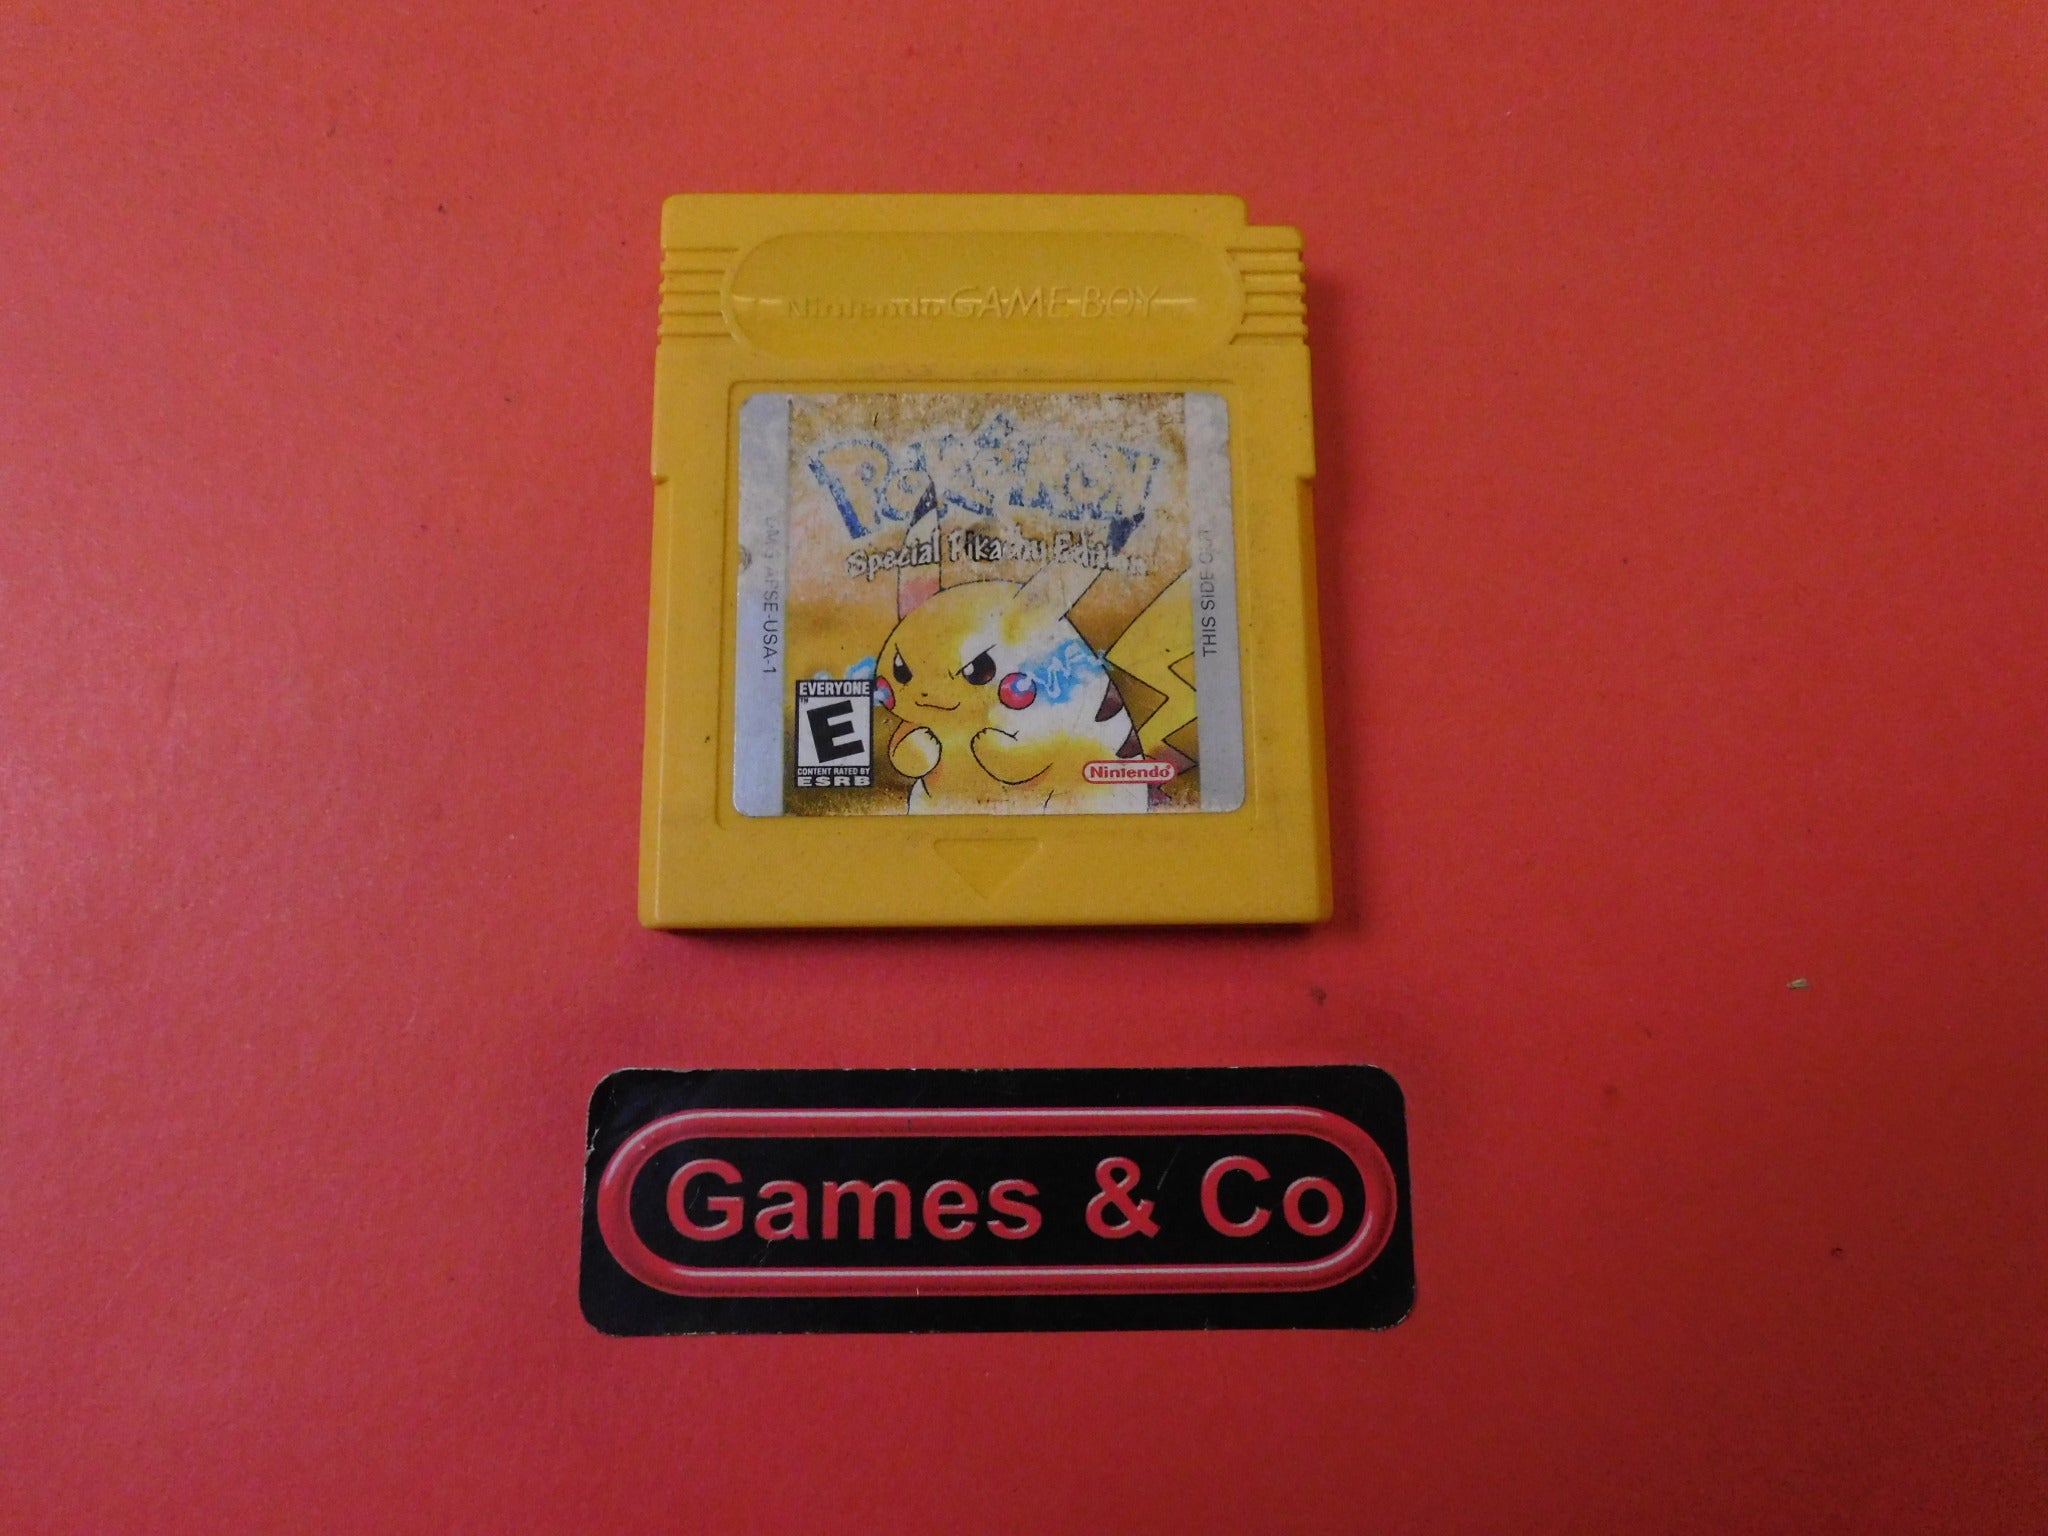 Nintendo GAME BOY
POKéMON
Special Pikachu Edition
DMG APSE-USA-1
THIS SIDE OUT
EVERYONE
TM
E
CONTENT RATED BY
ESRB
Nintendo®
Games & Co